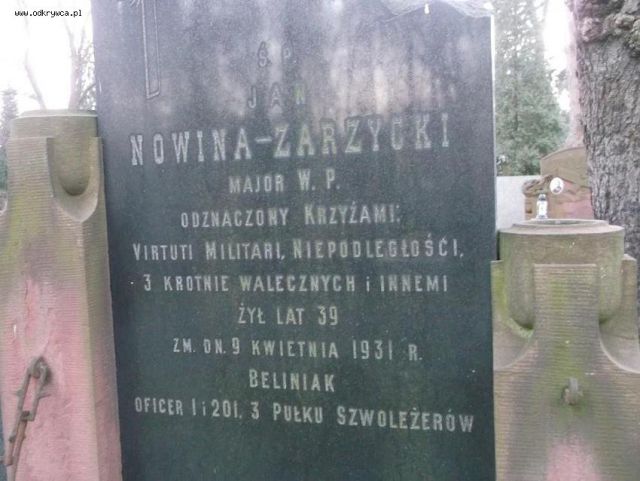 www.odkrywca.pl
Ś.P.
JAN
NOWINA-ZARZYCKI
MAJOR W. P.
ODZNACZONY KRZYŻAMI:
VIRTUTI MILITARI, NIEPODLEGŁOŚCI,
3 KROTNIE WALECZNYCH I INNEMI
ŻYŁ LAT 39
ZM. DN. 9 KWIETNIA 1931 R.
BELINIAK
OFICER I I 201, 3 PUŁKU SZWOLEŻERÓW